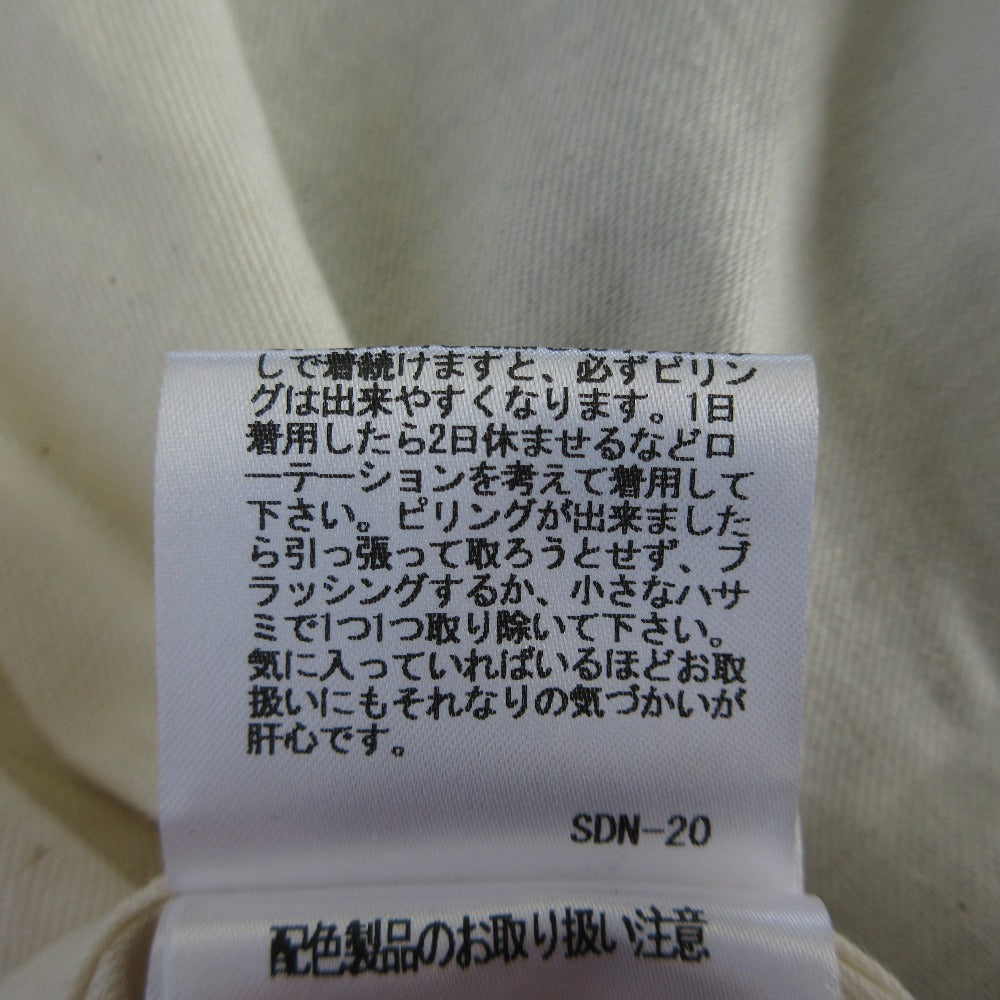 しで着続けますと、必ずピリン
グは出来やすくなります。1日
着用したら2日休ませるなどロ
ーテーションを考えて着用して
下さい。ピリングが出来ました
ら引っ張って取ろうとせず、ブ
ラッシングするか、小さなハサ
ミで1つ1つ取り除いて下さい。
気に入っていればいるほどお取
扱いにもそれなりの気づかいが
肝心です。
SDN-20
配色製品のお取り扱い注意